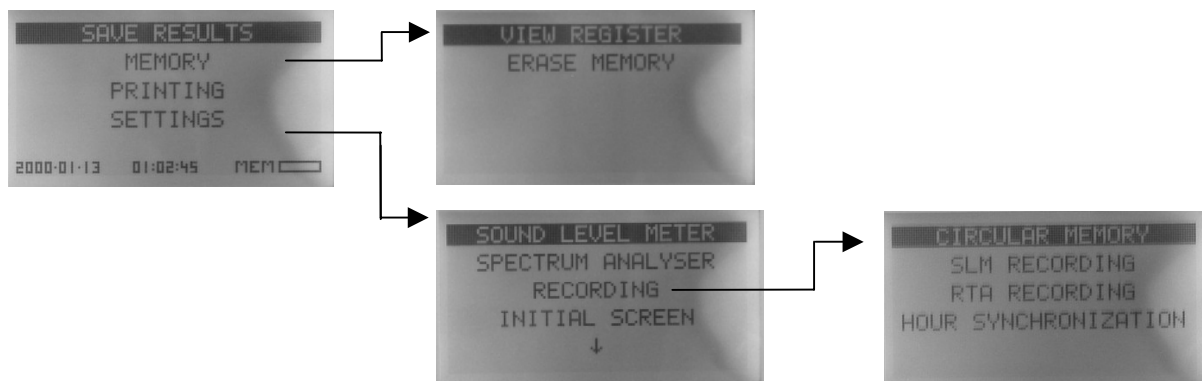 SAVE RESULTS
MEMORY
PRINTING
SETTINGS
2000-01-13 01:02:45 MEM
VIEW REGISTER
ERASE MEMORY
SOUND LEVEL METER
SPECTRUM ANALYSER
RECORDING
INITIAL SCREEN
↓
CIRCULAR MEMORY
SLM RECORDING
RTA RECORDING
HOUR SYNCHRONIZATION